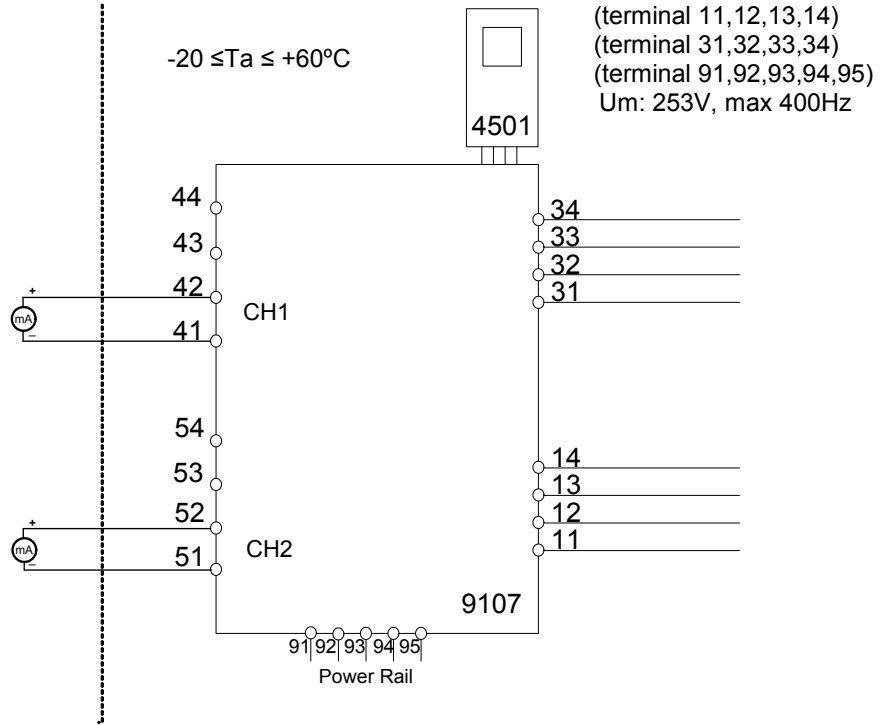 (terminal 11,12,13,14)
-20 ≤Ta ≤ +60ºC
(terminal 31,32,33,34)
(terminal 91,92,93,94,95)
Um: 253V, max 400Hz
4501
44
34
43
33
32
42
31
+
CH1
mA
41
–
54
14
53
13
52
12
+
11
CH2
mA
51
–
9107
91 92 93 94 95
Power Rail